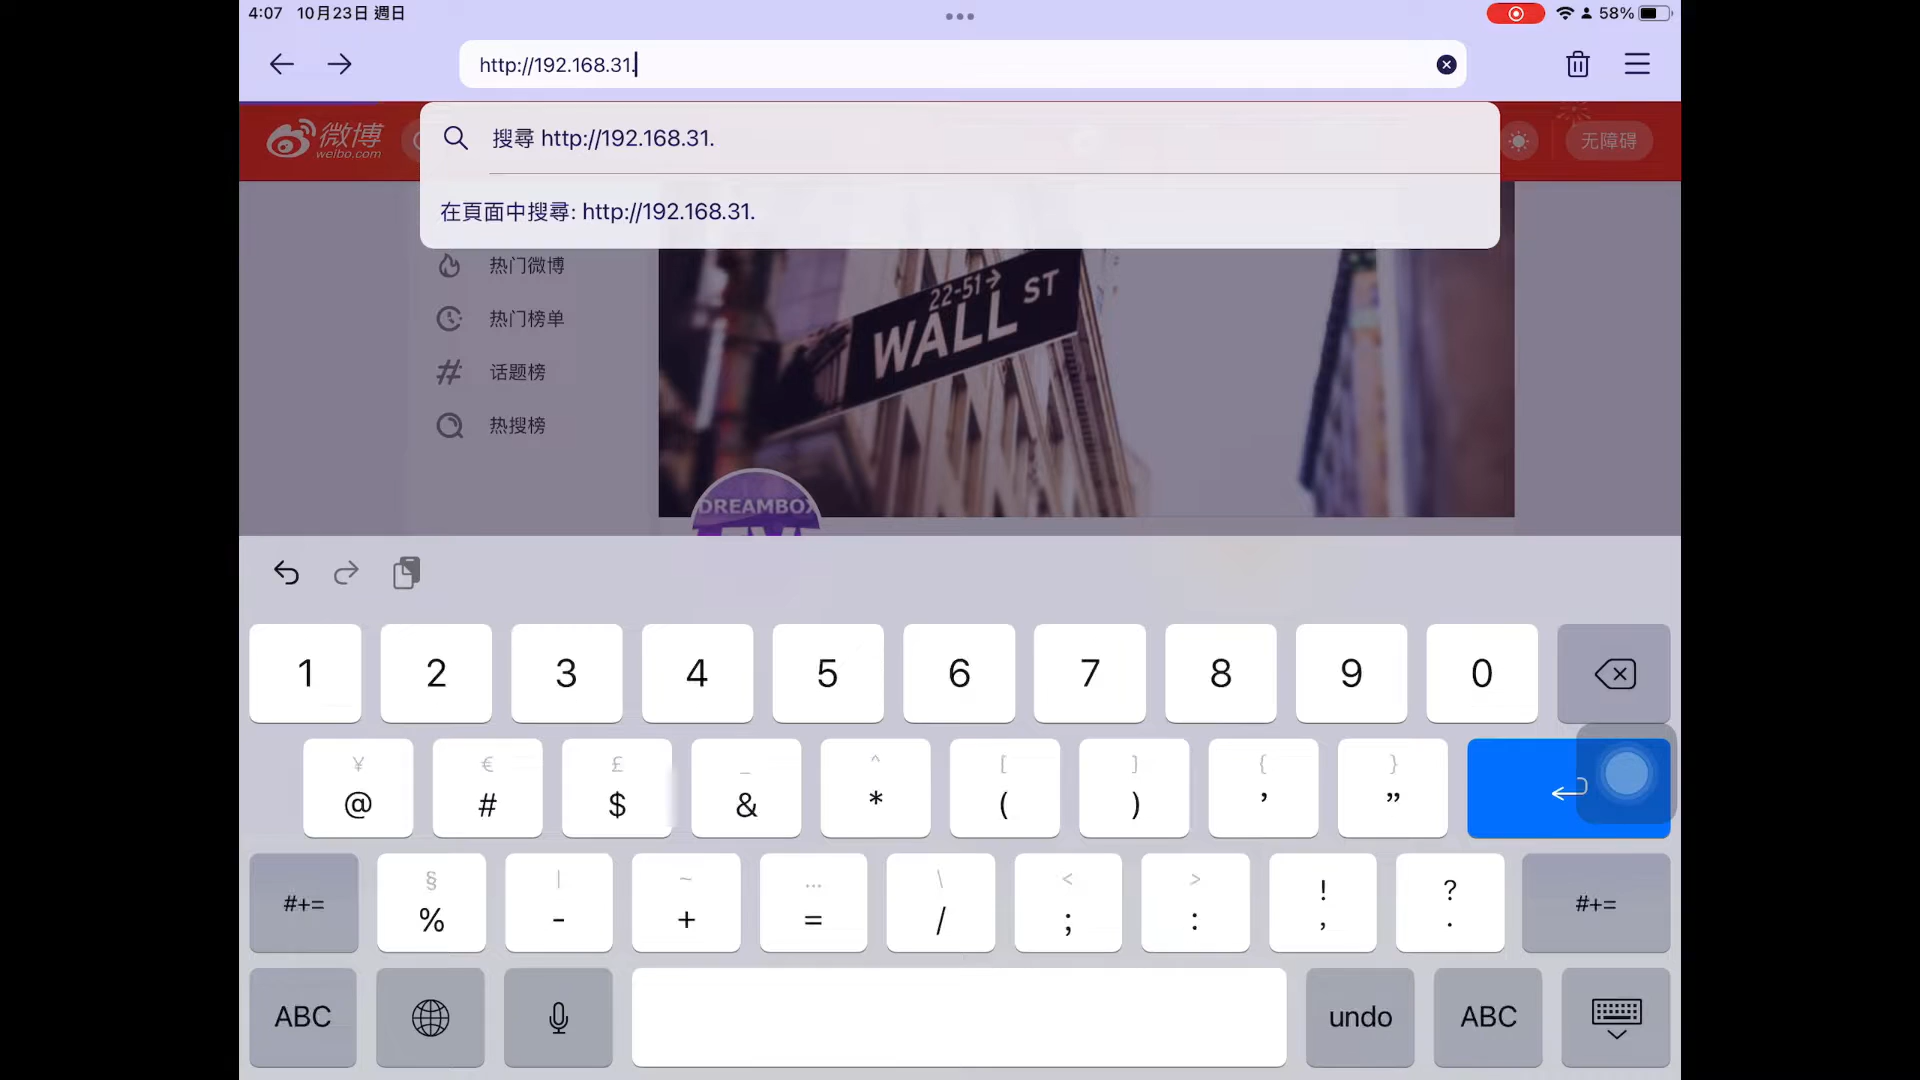 4:07 10月23日 週日
58%
http://192.168.31.
微博
weibo.com
无障碍
搜尋 http://192.168.31.
在頁面中搜尋: http://192.168.31.
热门微博
热门榜单
话题榜
热搜榜
22-51→
WALL ST
DREAMBOX
1 2 3 4 5 6 7 8 9 0
¥ € £ _ ^ [ ] { }
@ # $ & * ( ) ’ ”
§ | ~ … \ < > ! ?
#+= % - + = / ; : , . #+=
ABC undo ABC